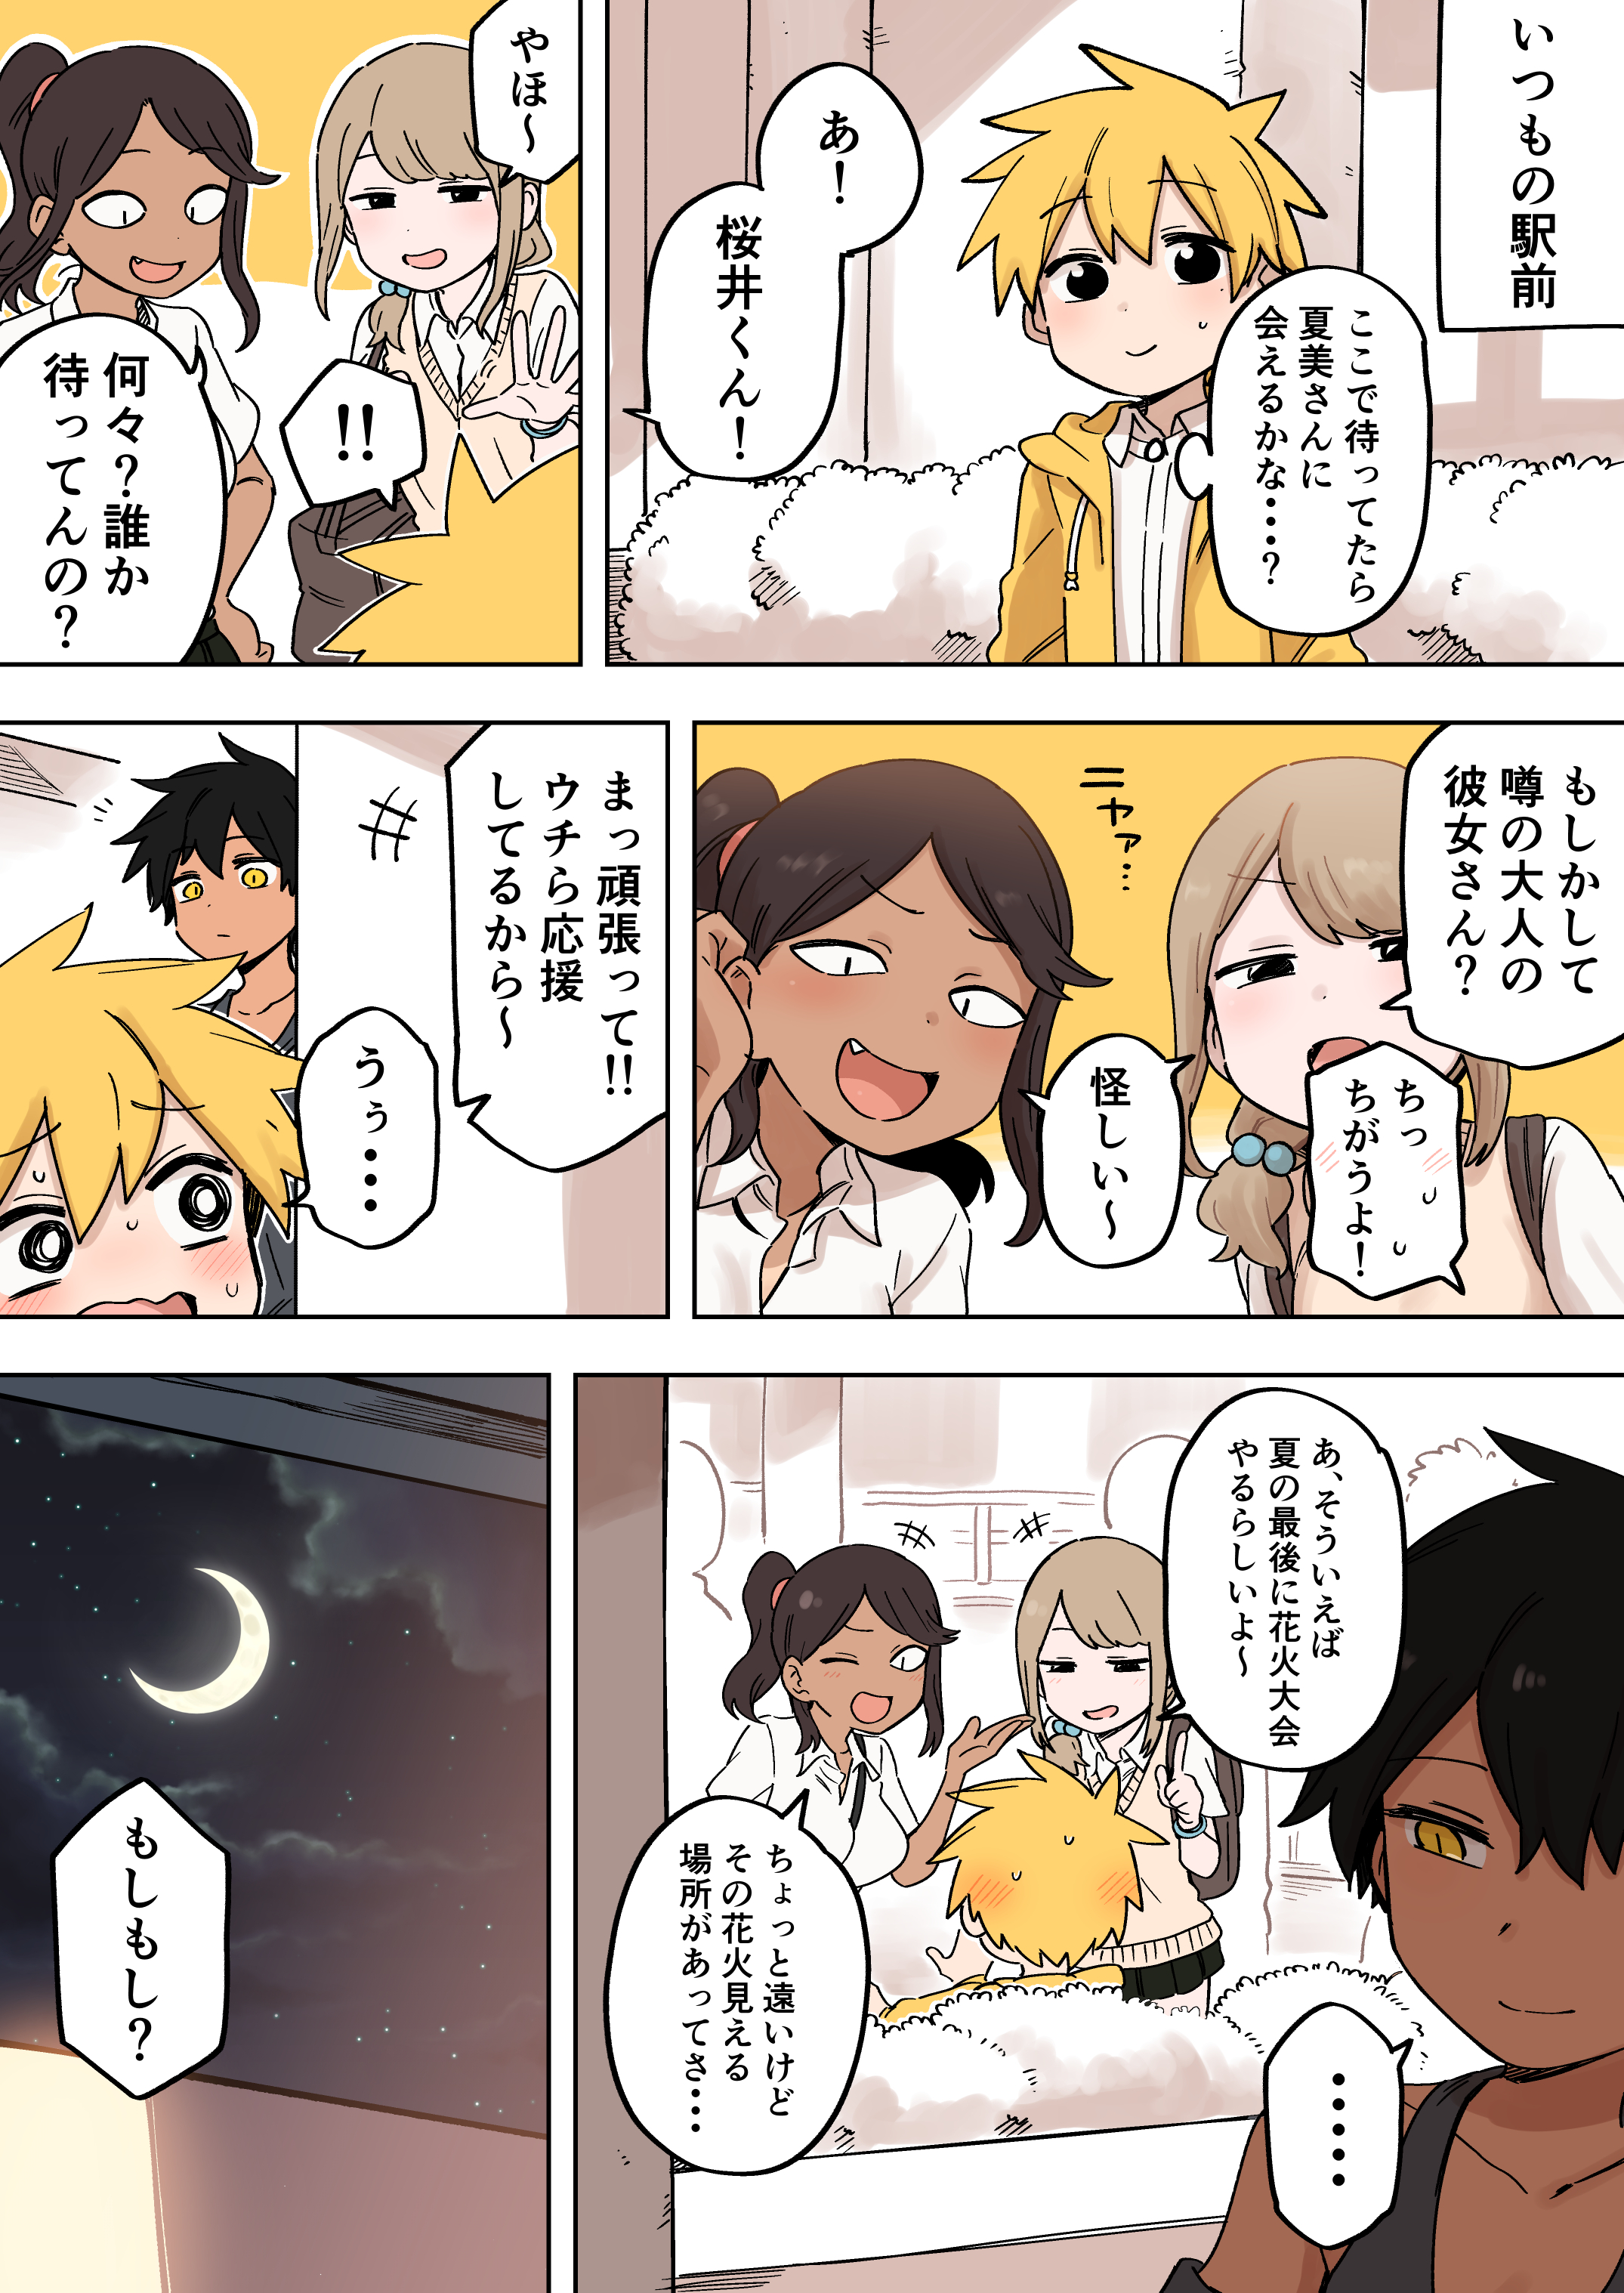 いつもの駅前
ここで待ってたら
夏美さんに
会えるかな・・・・?
あ!
桜井くん!
やほ~
!!
何々?誰か
待ってんの?
もしかして
噂の大人の
彼女さん?
ちっ
ちがうよ!
ニヤァ…
怪しい~
まっ頑張って!!
ウチら応援
してるから~
うぅ・・・
あ、そういえば
夏の最後に花火大会
やるらしいよ~
ちょっと遠いけど
その花火見える
場所があってさ・・・・
・・・・・
もしもし?